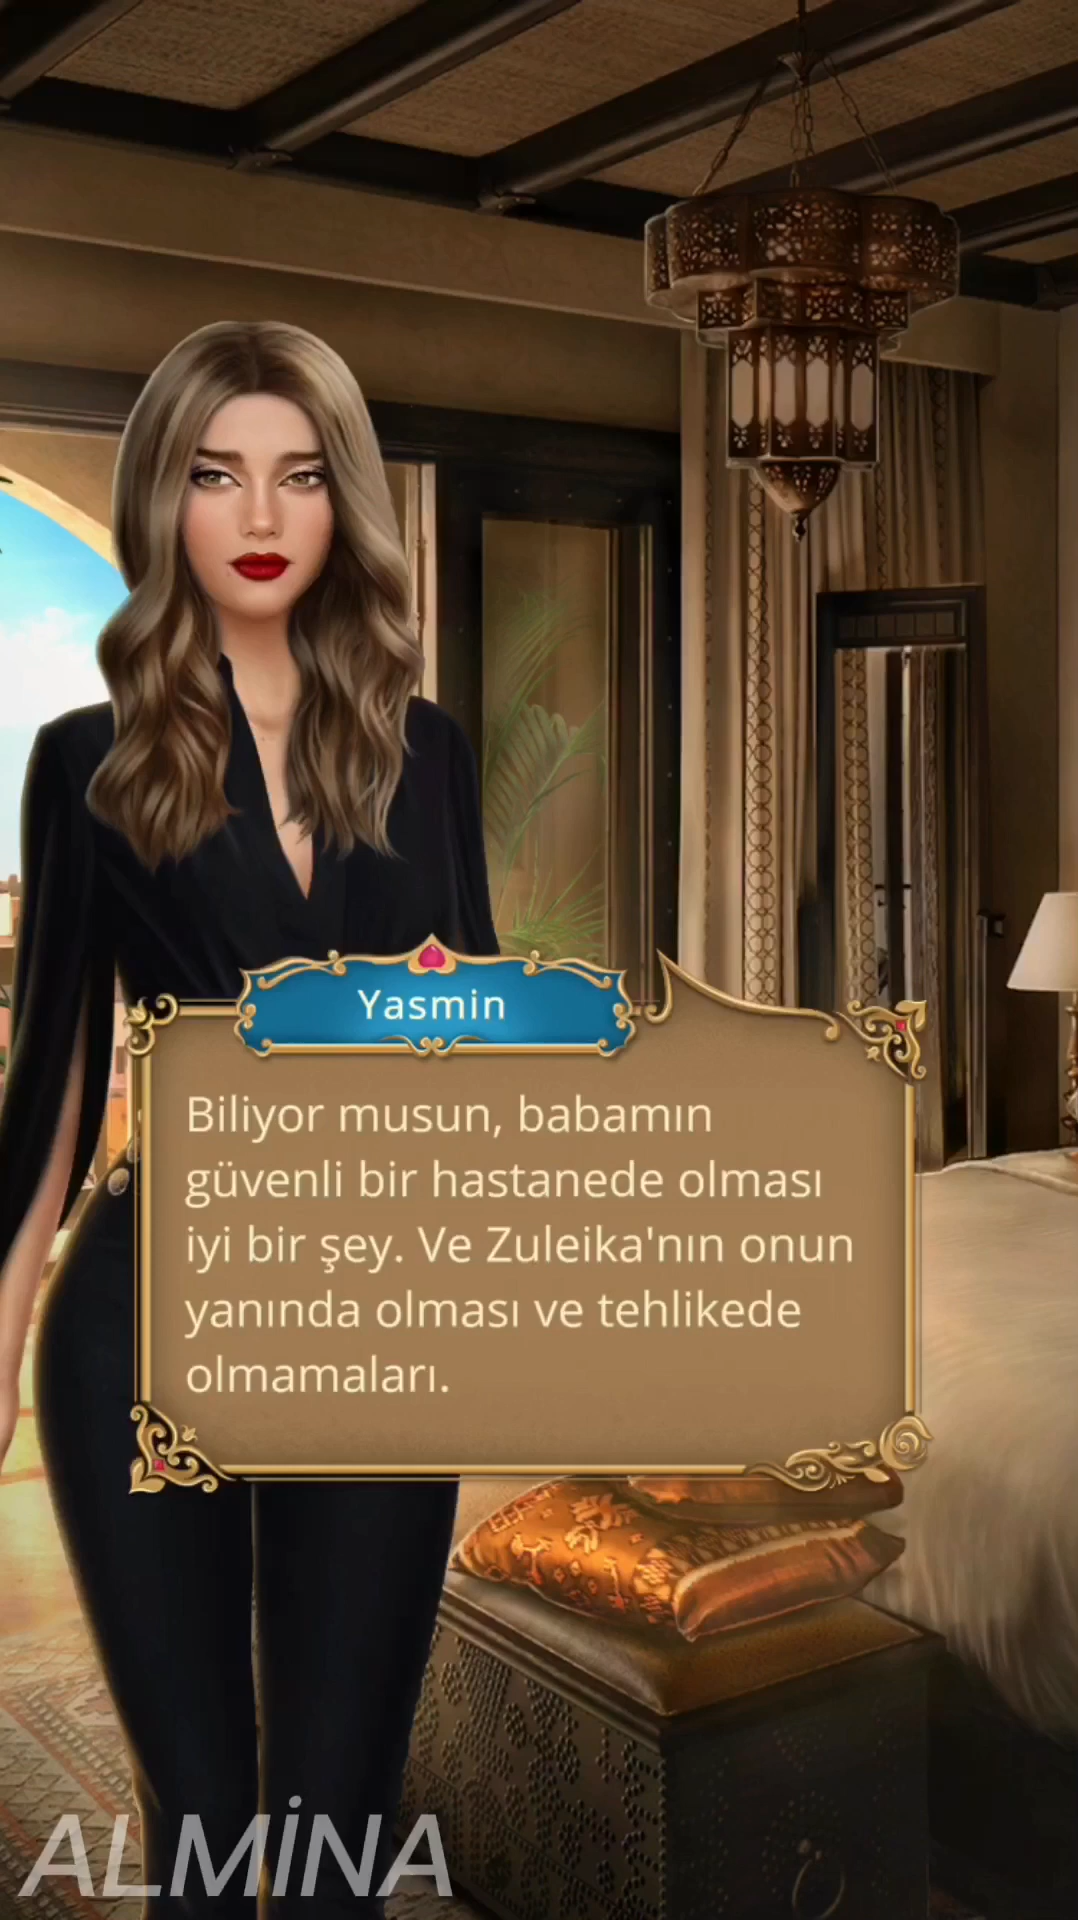 Yasmin
Biliyor musun, babamın
güvenli bir hastanede olması
iyi bir şey. Ve Zuleika'nın onun
yanında olması ve tehlikede
olmamaları.
ALMİNA